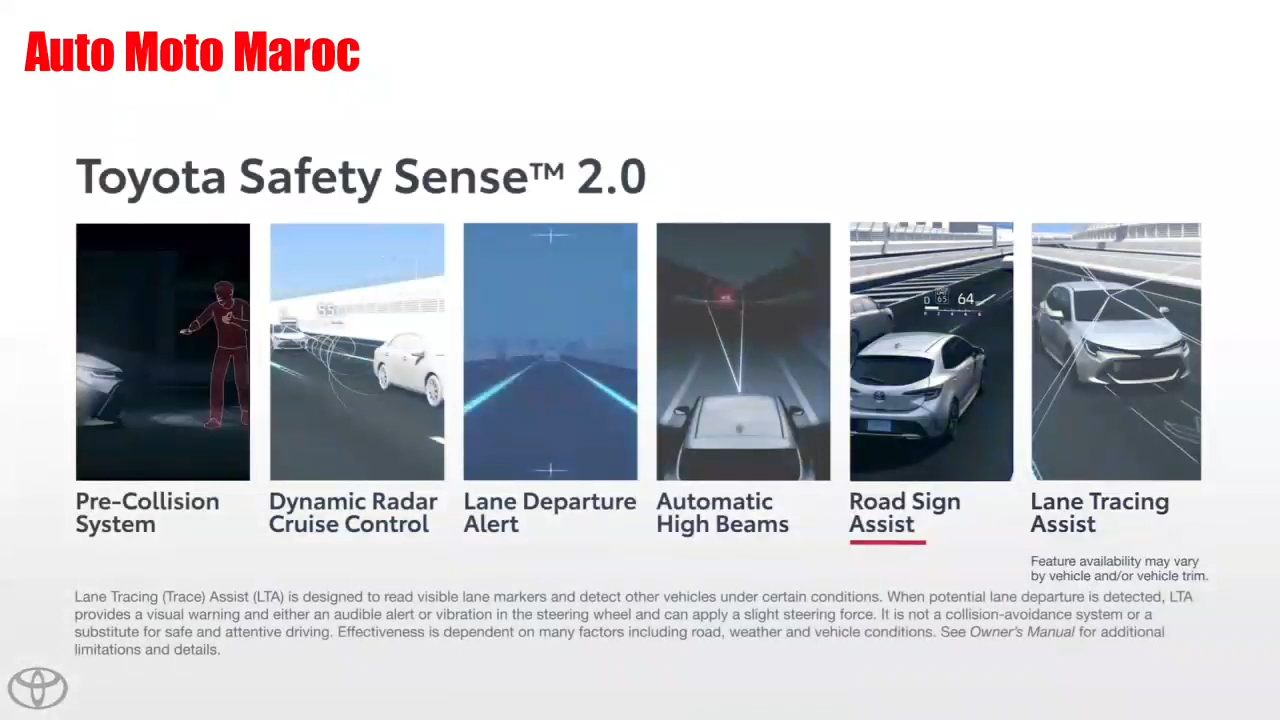 Auto Moto Maroc
Toyota Safety Sense™ 2.0
55
D 65 64
Pre-Collision
System
Dynamic Radar
Cruise Control
Lane Departure
Alert
Automatic
High Beams
Road Sign
Assist
Lane Tracing
Assist
Feature availability may vary
by vehicle and/or vehicle trim.
Lane Tracing (Trace) Assist (LTA) is designed to read visible lane markers and detect other vehicles under certain conditions. When potential lane departure is detected, LTA
provides a visual warning and either an audible alert or vibration in the steering wheel and can apply a slight steering force. It is not a collision-avoidance system or a
substitute for safe and attentive driving. Effectiveness is dependent on many factors including road, weather and vehicle conditions. See Owner's Manual for additional
limitations and details.